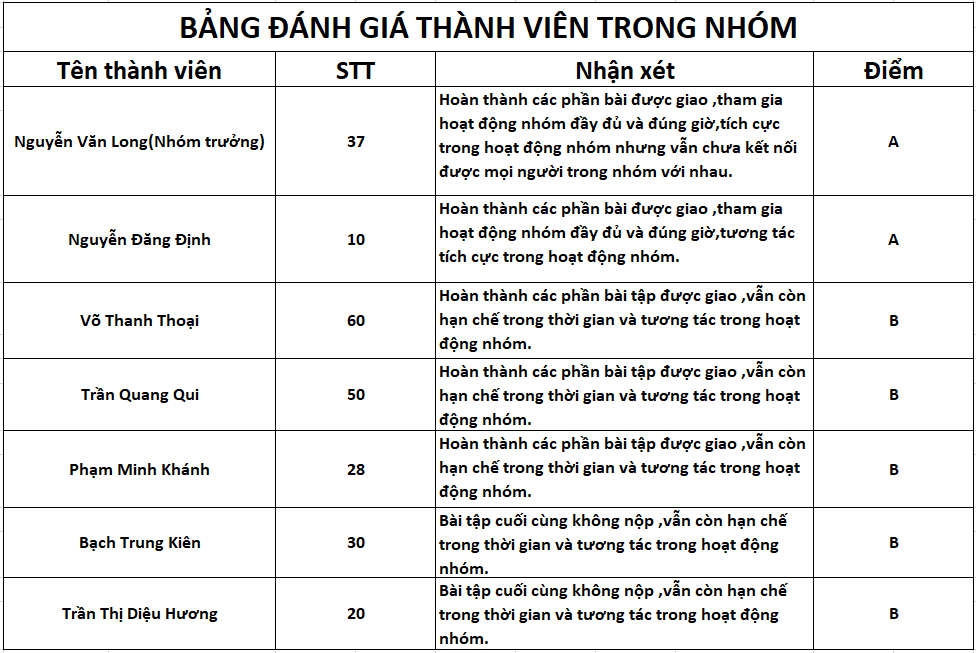 BẢNG ĐÁNH GIÁ THÀNH VIÊN TRONG NHÓM
Tên thành viên STT Nhận xét Điểm
Nguyễn Văn Long(Nhóm trưởng) 37 Hoàn thành các phần bài được giao ,tham gia
hoạt động nhóm đầy đủ và đúng giờ,tích cực
trong hoạt động nhóm nhưng vẫn chưa kết nối
được mọi người trong nhóm với nhau. A
Nguyễn Đăng Định 10 Hoàn thành các phần bài được giao ,tham gia
hoạt động nhóm đầy đủ và đúng giờ,tương tác
tích cực trong hoạt động nhóm. A
Võ Thanh Thoại 60 Hoàn thành các phần bài tập được giao ,vẫn còn
hạn chế trong thời gian và tương tác trong hoạt
động nhóm. B
Trần Quang Qui 50 Hoàn thành các phần bài tập được giao ,vẫn còn
hạn chế trong thời gian và tương tác trong hoạt
động nhóm. B
Phạm Minh Khánh 28 Hoàn thành các phần bài tập được giao ,vẫn còn
hạn chế trong thời gian và tương tác trong hoạt
động nhóm. B
Bạch Trung Kiên 30 Bài tập cuối cùng không nộp ,vẫn còn hạn chế
trong thời gian và tương tác trong hoạt động
nhóm. B
Trần Thị Diệu Hương 20 Bài tập cuối cùng không nộp ,vẫn còn hạn chế
trong thời gian và tương tác trong hoạt động
nhóm. B